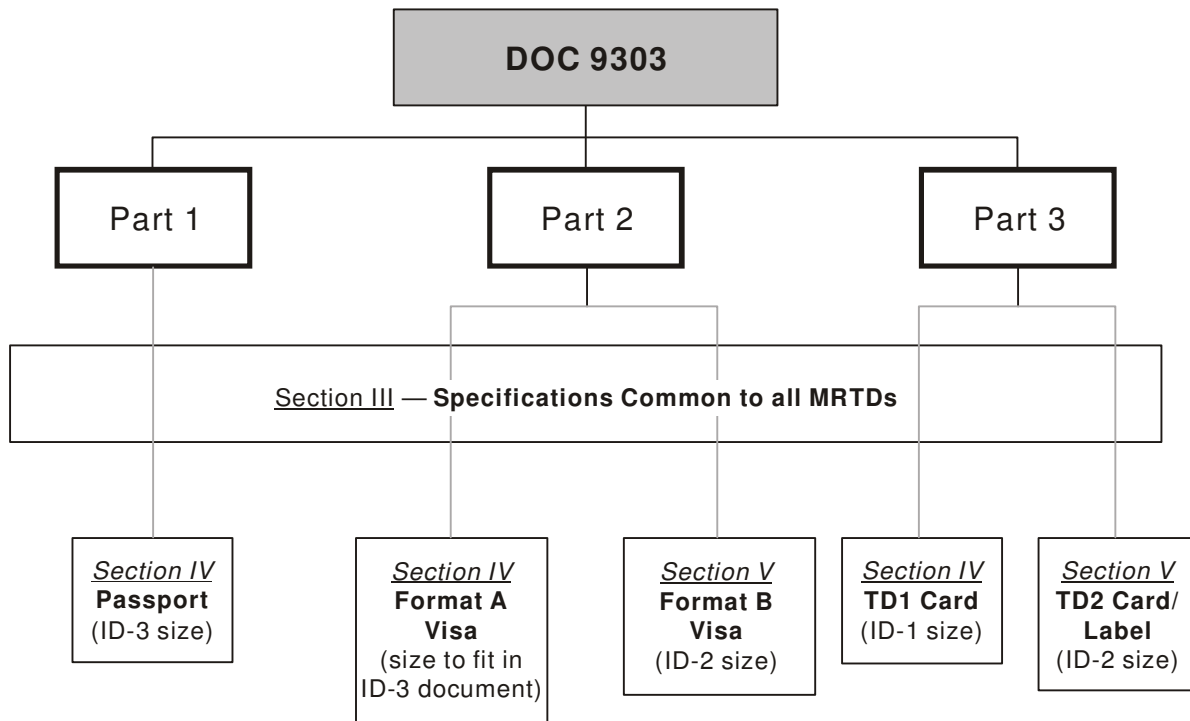 DOC 9303
Part 1
Part 2
Part 3
Section III — Specifications Common to all MRTDs
Section IV
Passport
(ID-3 size)
Section IV
Format A
Visa
(size to fit in
ID-3 document)
Section V
Format B
Visa
(ID-2 size)
Section IV
TD1 Card
(ID-1 size)
Section V
TD2 Card/
Label
(ID-2 size)